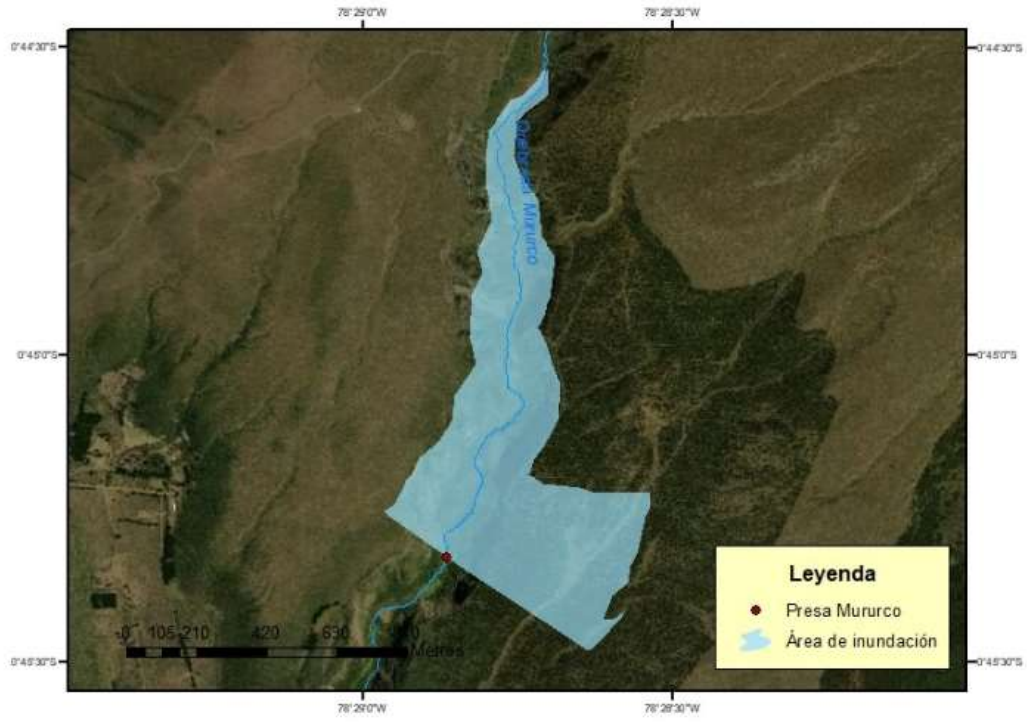 78°29'0"W 78°28'30"W
0°44'30"S 0°44'30"S
Mururco
0°45'0"S 0°45'0"S
Leyenda
Presa Mururco
Área de inundación
0 105 210 420 630
Metros
0°45'30"S 0°45'30"S
78°29'0"W 78°28'30"W